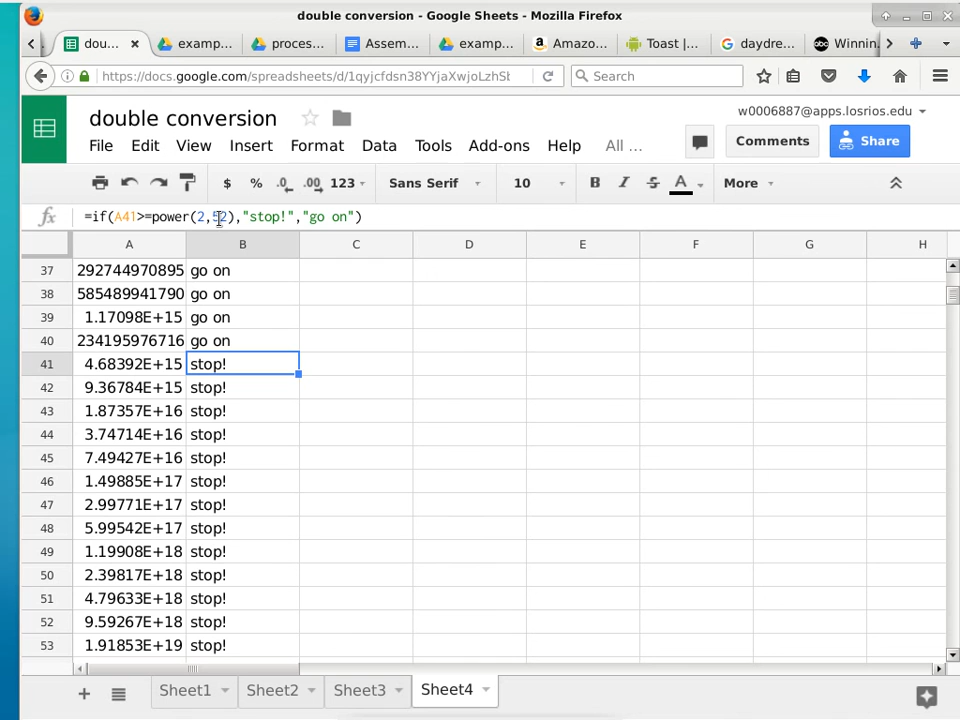 double conversion - Google Sheets - Mozilla Firefox
dou...
examp...
proces...
Assem...
examp...
Amazo...
Toast |...
daydre...
abc
Winnin
https://docs.google.com/spreadsheets/d/1qyjcfdsn38YYjaXwjoLzhSt
Search
double conversion
w0006887@apps.losrios.edu
File Edit View Insert Format Data Tools Add-ons Help All ...
Comments
Share
$ % .0 .00 123 Sans Serif 10 B I S A More
fx =if(A41>=power(2,52),"stop!","go on")
A B C D E F G H
37 292744970895 go on
38 585489941790 go on
39 1.17098E+15 go on
40 234195976716 go on
41 4.68392E+15 stop!
42 9.36784E+15 stop!
43 1.87357E+16 stop!
44 3.74714E+16 stop!
45 7.49427E+16 stop!
46 1.49885E+17 stop!
47 2.99771E+17 stop!
48 5.99542E+17 stop!
49 1.19908E+18 stop!
50 2.39817E+18 stop!
51 4.79633E+18 stop!
52 9.59267E+18 stop!
53 1.91853E+19 stop!
Sheet1 Sheet2 Sheet3 Sheet4